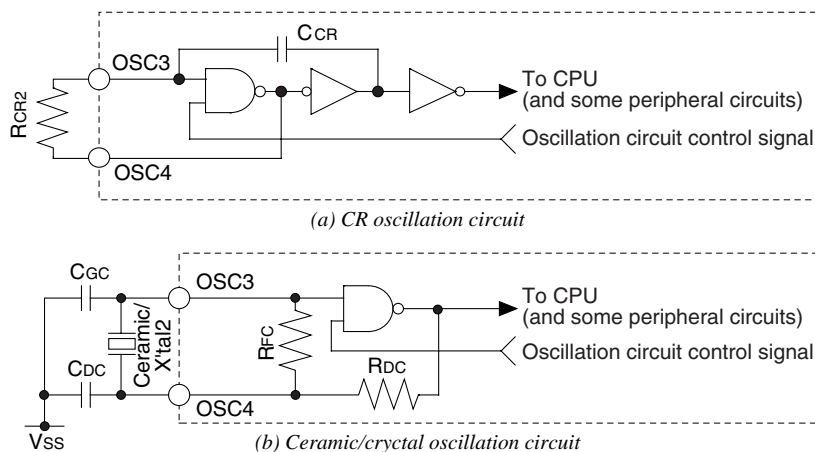 CCR
OSC3
To CPU
(and some peripheral circuits)
RCR2
Oscillation circuit control signal
OSC4
(a) CR oscillation circuit
CGC
OSC3
To CPU
(and some peripheral circuits)
Ceramic/
X'tal2
RFC
Oscillation circuit control signal
CDC
RDC
OSC4
VSS
(b) Ceramic/cryctal oscillation circuit